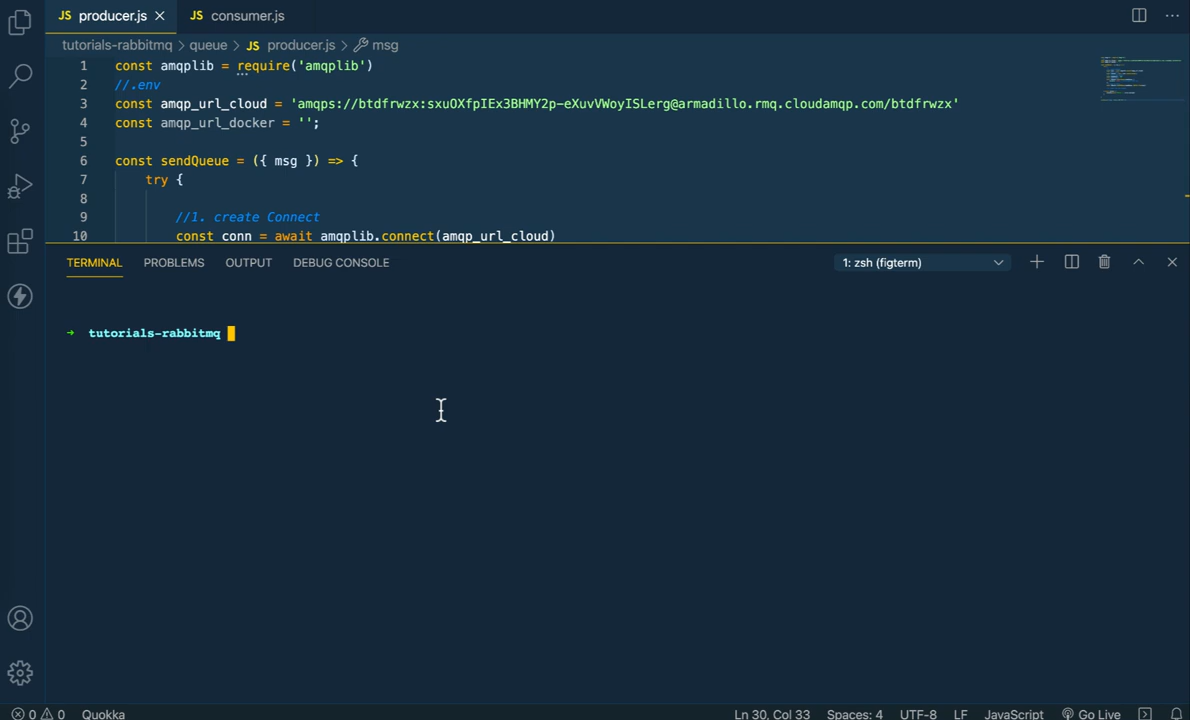 JS producer.js JS consumer.js
tutorials-rabbitmq > queue > JS producer.js > msg
1 const amqplib = require('amqplib')
2 //.env
3 const amqp_url_cloud = 'amqps://btdfrwzx:sxuOXfpIEx3BHMY2p-eXuvVWoyISLerg@armadillo.rmq.cloudamqp.com/btdfrwzx'
4 const amqp_url_docker = '';
5
6 const sendQueue = ({ msg }) => {
7 try {
8
9 //1. create Connect
10 const conn = await amqplib.connect(amqp_url_cloud)
TERMINAL PROBLEMS OUTPUT DEBUG CONSOLE 1: zsh (figterm)
→ tutorials-rabbitmq
0 0 Quokka Ln 30, Col 33 Spaces: 4 UTF-8 LF JavaScript Go Live